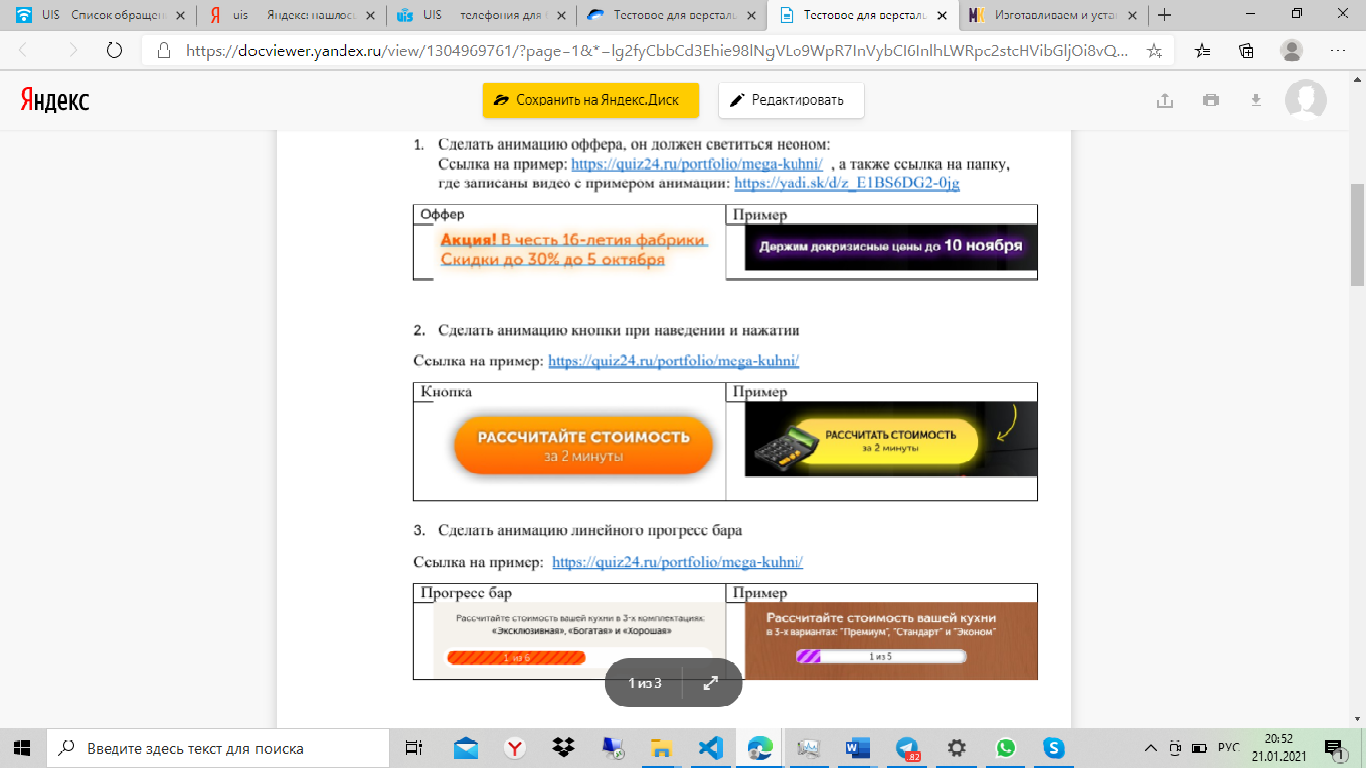 UIS Список обращен
uis Яндекс: нашлос
UIS телефония для
Тестовое для верстал
Тестовое для версталь
Изготавливаем и уста
https://docviewer.yandex.ru/view/1304969761/?page=1&*=lg2fyCbbCd3Ehie98lNgVLo9WpR7InVybCI6InlhLWRpc2stcHVibGljOi8vQ...
Яндекс
Сохранить на Яндекс.Диск
Редактировать
1. Сделать анимацию оффера, он должен светиться неоном:
Ссылка на пример: https://quiz24.ru/portfolio/mega-kuhni/ , а также ссылка на папку,
где записаны видео с примером анимации: https://yadi.sk/d/z_E1BS6DG2-0jg
Оффер Пример
Акция! В честь 16-летия фабрики
Скидки до 30% до 5 октября
Держим докризисные цены до 10 ноября
2. Сделать анимацию кнопки при наведении и нажатии
Ссылка на пример: https://quiz24.ru/portfolio/mega-kuhni/
Кнопка Пример
РАССЧИТАЙТЕ СТОИМОСТЬ
за 2 минуты
РАССЧИТАТЬ СТОИМОСТЬ
за 2 минуты
3. Сделать анимацию линейного прогресс бара
Ссылка на пример: https://quiz24.ru/portfolio/mega-kuhni/
Прогресс бар Пример
Рассчитайте стоимость вашей кухни в 3-х комплектациях:
«Эксклюзивная», «Богатая» и «Хорошая»
1 из 6
Рассчитайте стоимость вашей кухни
в 3-х вариантах: "Премиум", "Стандарт" и "Эконом"
1 из 5
1 из 3
Введите здесь текст для поиска
82
РУС
20:52
21.01.2021
1